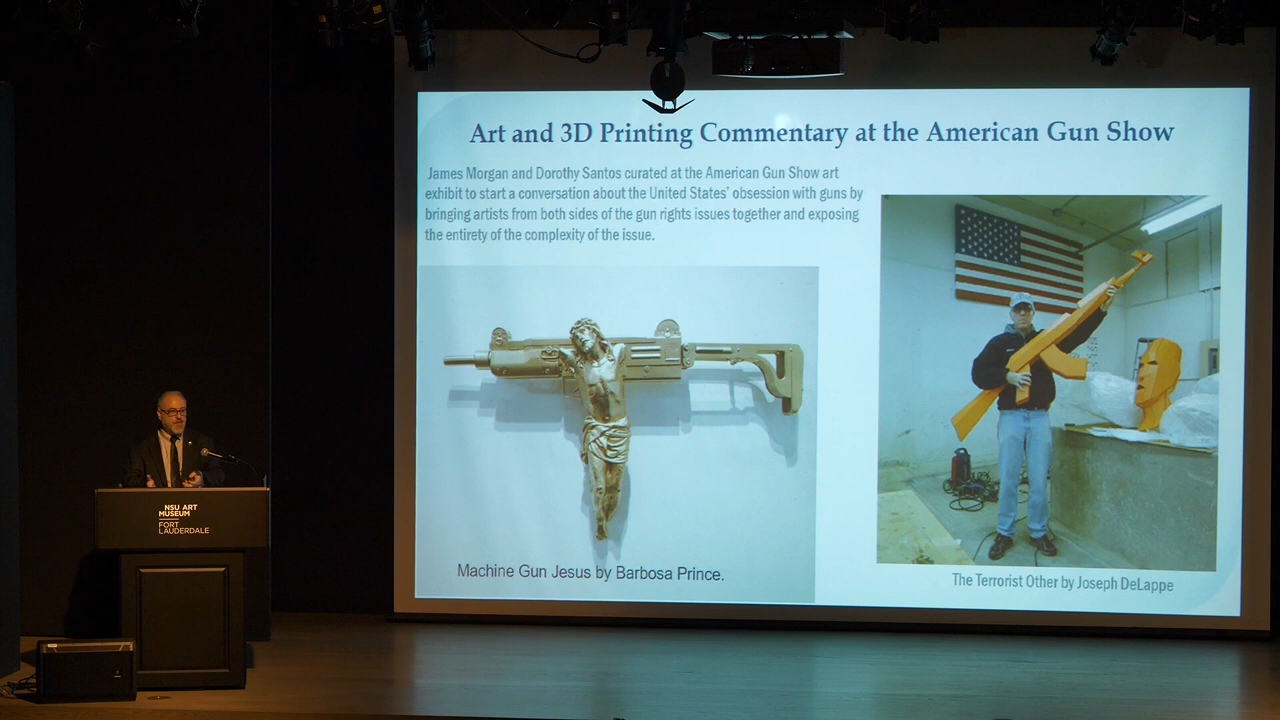 Art and 3D Printing Commentary at the American Gun Show
James Morgan and Dorothy Santos curated at the American Gun Show art
exhibit to start a conversation about the United States' obsession with guns by
bringing artists from both sides of the gun rights issues together and exposing
the entirety of the complexity of the issue.
Machine Gun Jesus by Barbosa Prince.
The Terrorist Other by Joseph DeLappe
NSU ART
MUSEUM
FORT
LAUDERDALE